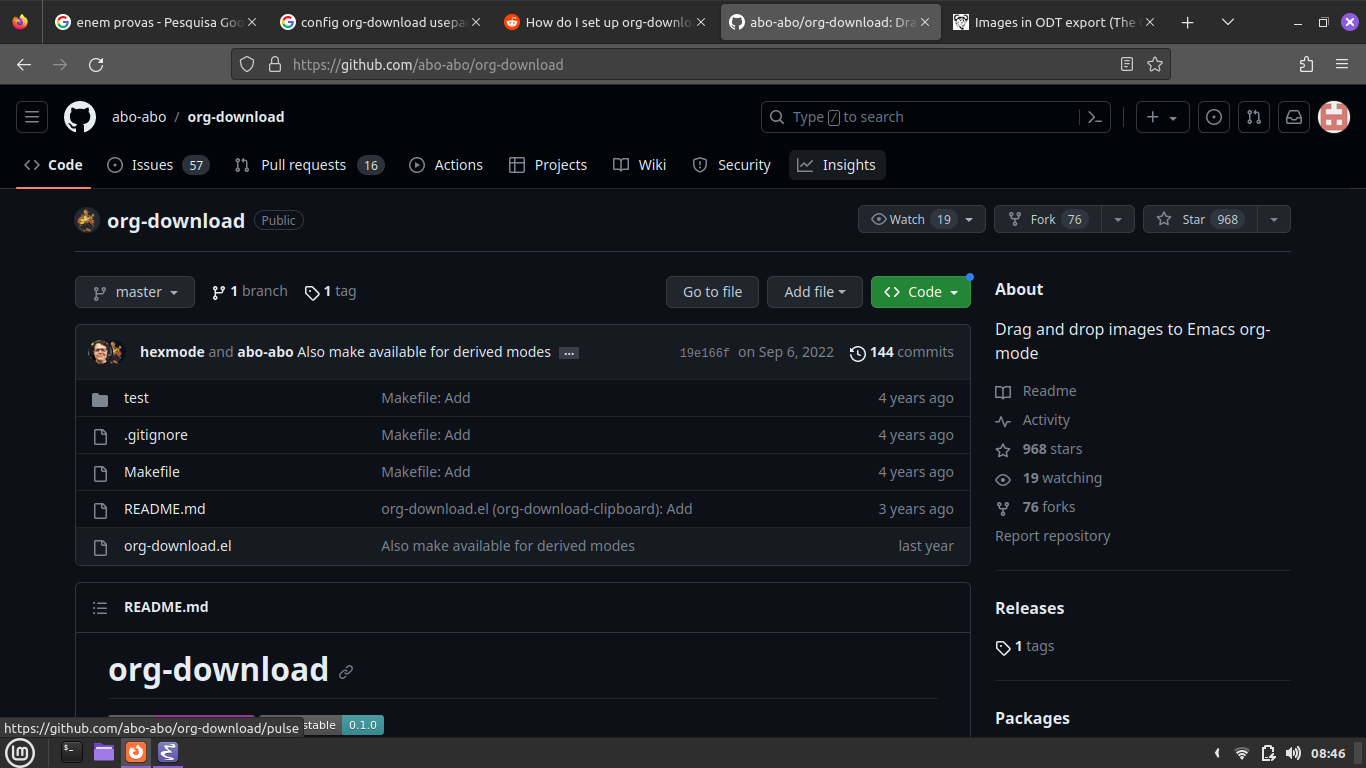 enem provas - Pesquisa Goo
config org-download usepa
How do I set up org-downlo
abo-abo/org-download: Dra
Images in ODT export (The
https://github.com/abo-abo/org-download
abo-abo / org-download
Type / to search
Code
Issues 57
Pull requests 16
Actions
Projects
Wiki
Security
Insights
org-download Public
Watch 19
Fork 76
Star 968
master
1 branch
1 tag
Go to file
Add file
Code
hexmode and abo-abo Also make available for derived modes ...
19e166f on Sep 6, 2022
144 commits
test Makefile: Add 4 years ago
.gitignore Makefile: Add 4 years ago
Makefile Makefile: Add 4 years ago
README.md org-download.el (org-download-clipboard): Add 3 years ago
org-download.el Also make available for derived modes last year
README.md
org-download
stable 0.1.0
About
Drag and drop images to Emacs org-
mode
Readme
Activity
968 stars
19 watching
76 forks
Report repository
Releases
1 tags
Packages
https://github.com/abo-abo/org-download/pulse
08:46